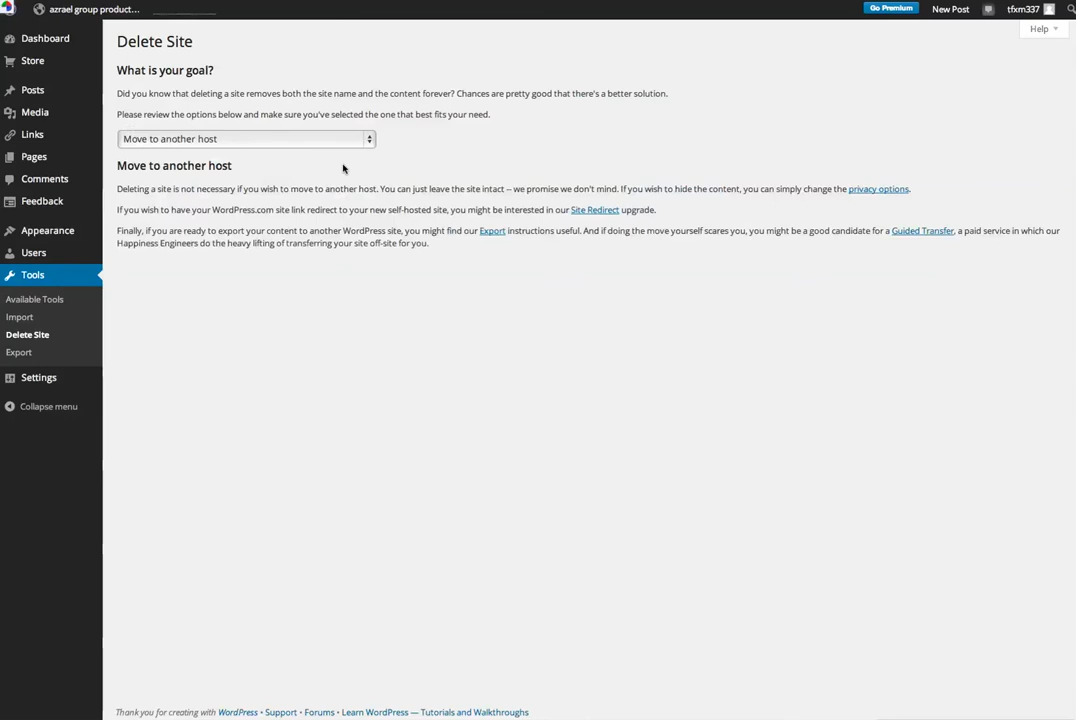 azrael group product...
Go Premium
New Post
tfxm337
Help
Dashboard
Store
Posts
Media
Links
Pages
Comments
Feedback
Appearance
Users
Tools
Available Tools
Import
Delete Site
Export
Settings
Collapse menu
Delete Site
What is your goal?
Did you know that deleting a site removes both the site name and the content forever? Chances are pretty good that there's a better solution.
Please review the options below and make sure you've selected the one that best fits your need.
Move to another host
Move to another host
Deleting a site is not necessary if you wish to move to another host. You can just leave the site intact -- we promise we don't mind. If you wish to hide the content, you can simply change the privacy options.
If you wish to have your WordPress.com site link redirect to your new self-hosted site, you might be interested in our Site Redirect upgrade.
Finally, if you are ready to export your content to another WordPress site, you might find our Export instructions useful. And if doing the move yourself scares you, you might be a good candidate for a Guided Transfer, a paid service in which our
Happiness Engineers do the heavy lifting of transferring your site off-site for you.
Thank you for creating with WordPress • Support • Forums • Learn WordPress — Tutorials and Walkthroughs